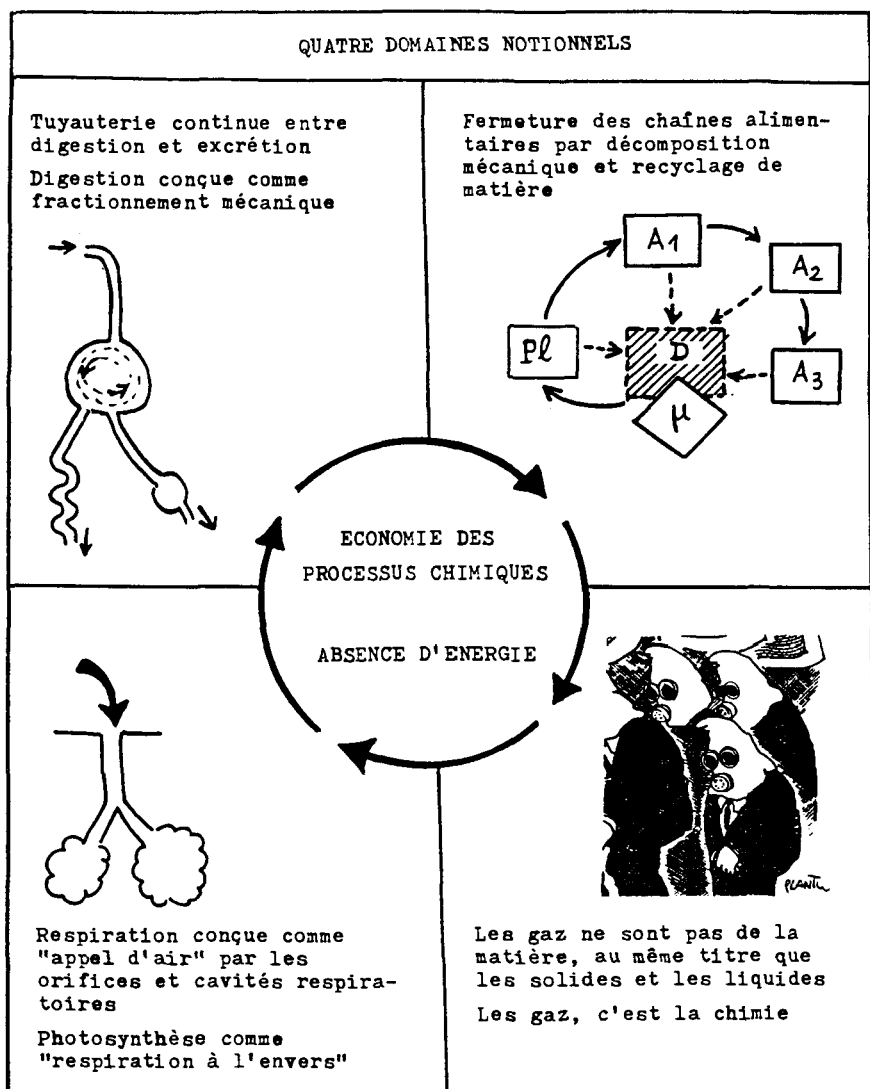 QUATRE DOMAINES NOTIONNELS
Tuyauterie continue entre
digestion et excrétion
Digestion conçue comme
fractionnement mécanique
Fermeture des chaînes alimen-
taires par décomposition
mécanique et recyclage de
matière
A1
A2
Pl
D
A3
μ
ECONOMIE DES
PROCESSUS CHIMIQUES
ABSENCE D'ENERGIE
PLANTU
Respiration conçue comme
"appel d'air" par les
orifices et cavités respira-
toires
Photosynthèse comme
"respiration à l'envers"
Les gaz ne sont pas de la
matière, au même titre que
les solides et les liquides
Les gaz, c'est la chimie